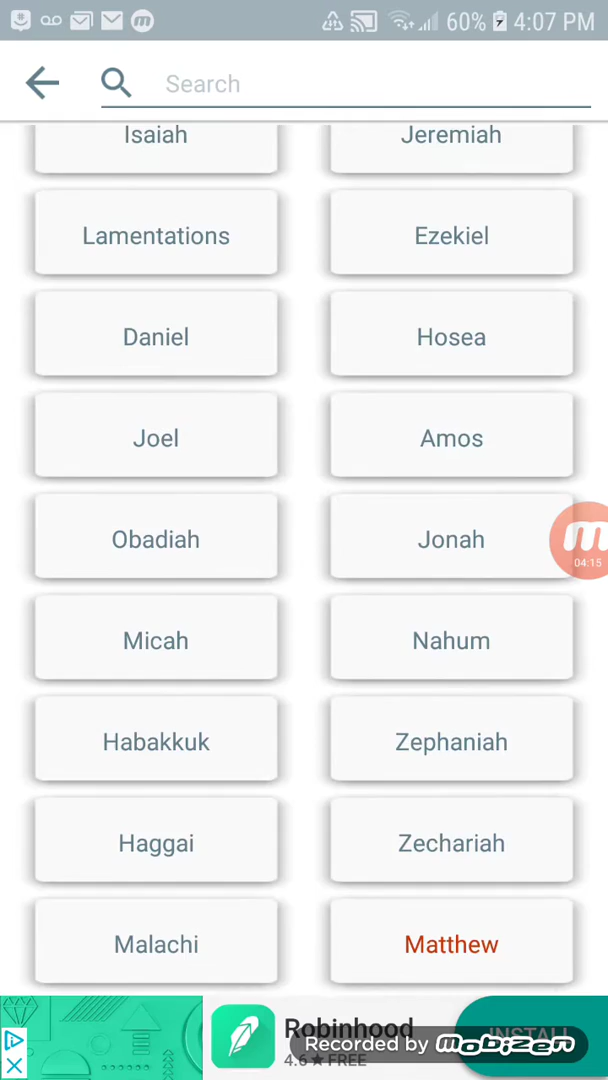 60% 4:07 PM
Search
Isaiah
Jeremiah
Lamentations
Ezekiel
Daniel
Hosea
Joel
Amos
Obadiah
Jonah
04:15
Micah
Nahum
Habakkuk
Zephaniah
Haggai
Zechariah
Malachi
Matthew
Robinhood
INSTALL
4.6★FREE
Recorded by mobizen